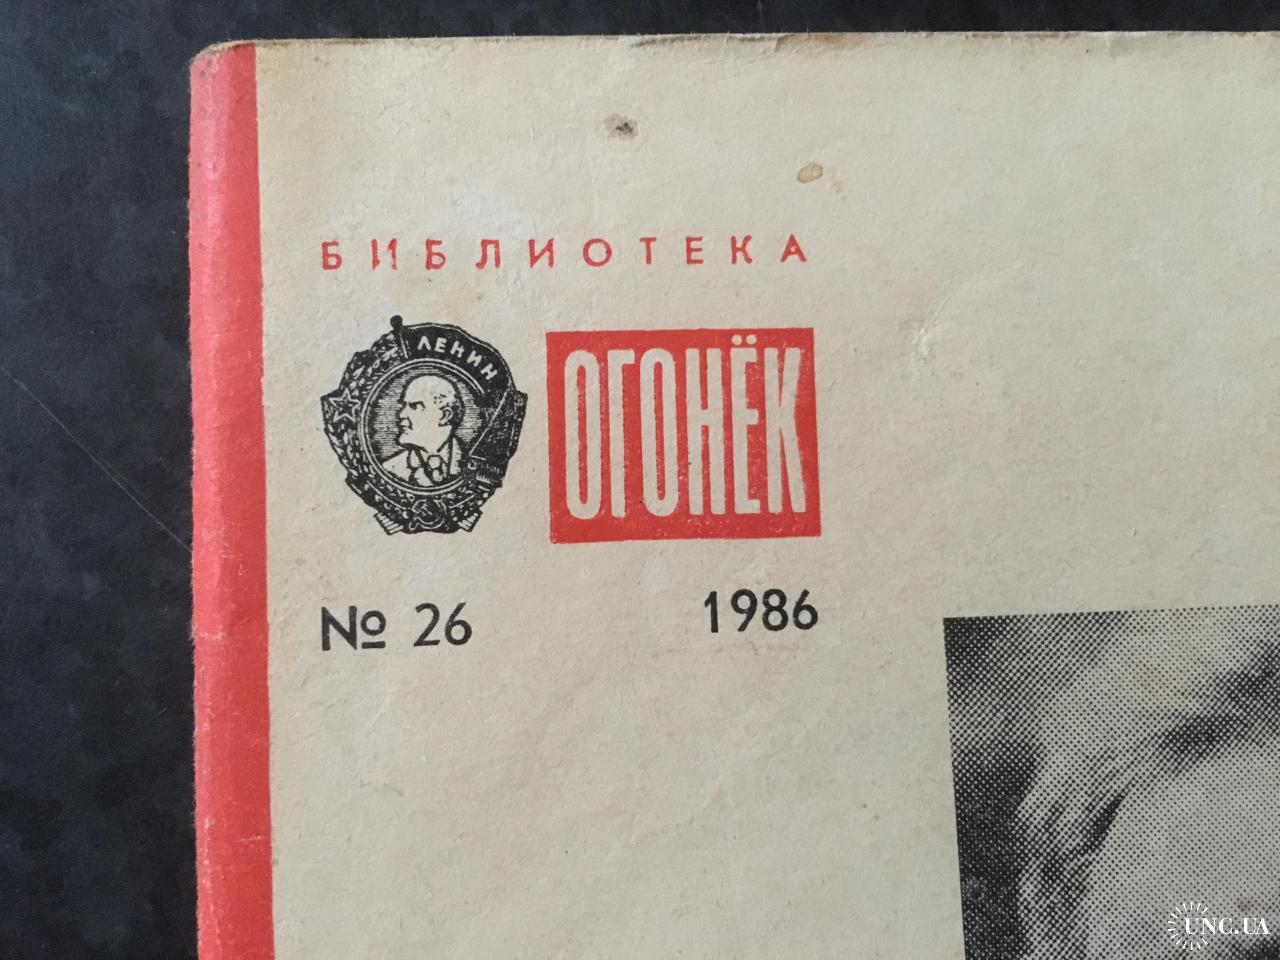 БИБЛИОТЕКА
ЛЕНИН
ОГОНЁК
№ 26 1986
UNC.UA